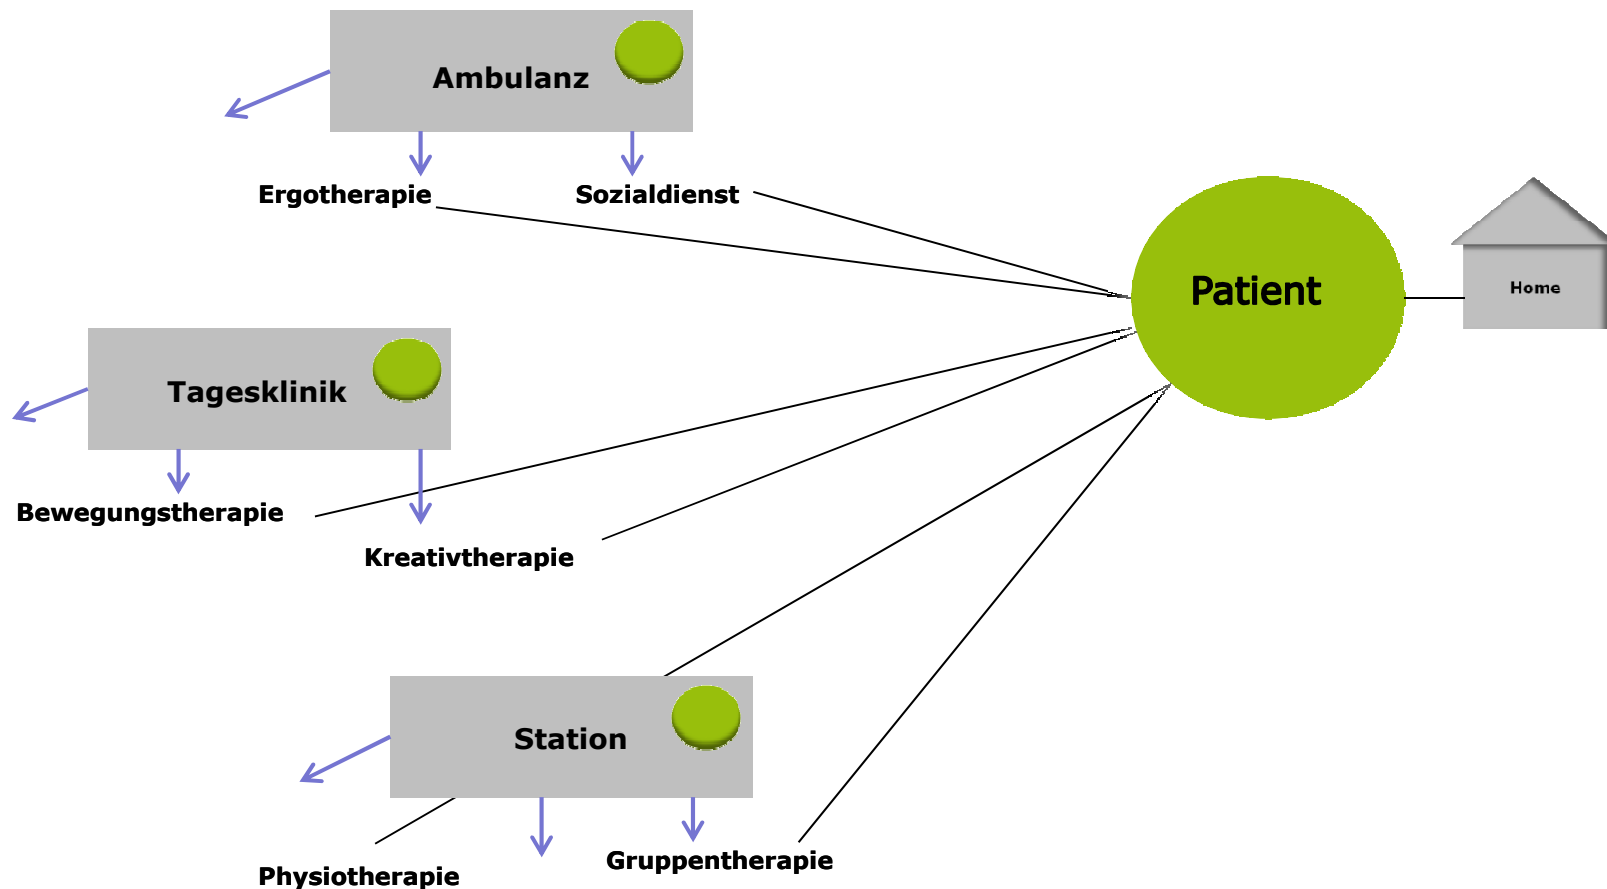 Ambulanz
Ergotherapie
Sozialdienst
Patient
Home
Tagesklinik
Bewegungstherapie
Kreativtherapie
Station
Gruppentherapie
Physiotherapie